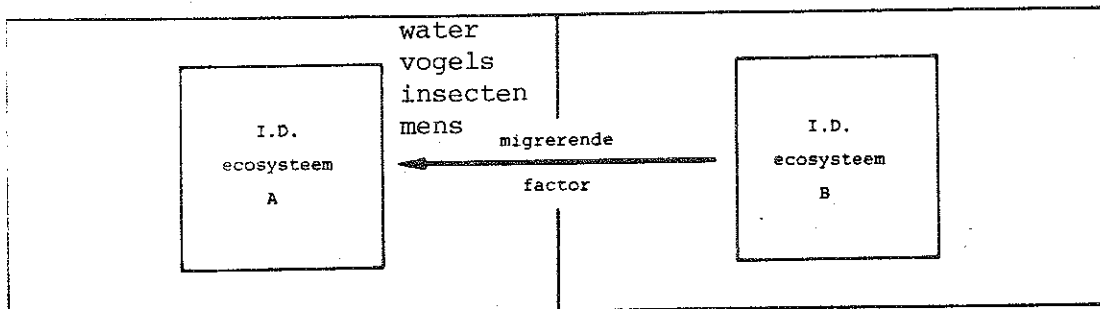 water
vogels
insecten
mens
I.D.
ecosysteem
A
migrerende
factor
I.D.
ecosysteem
B